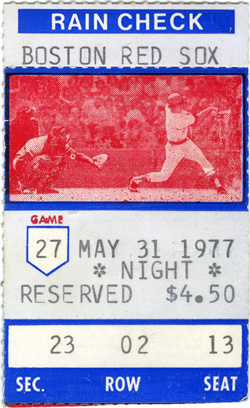 RAIN CHECK
BOSTON RED SOX
GAME
27 MAY 31 1977
* NIGHT *
RESERVED $4.50
23 02 13
SEC. ROW SEAT